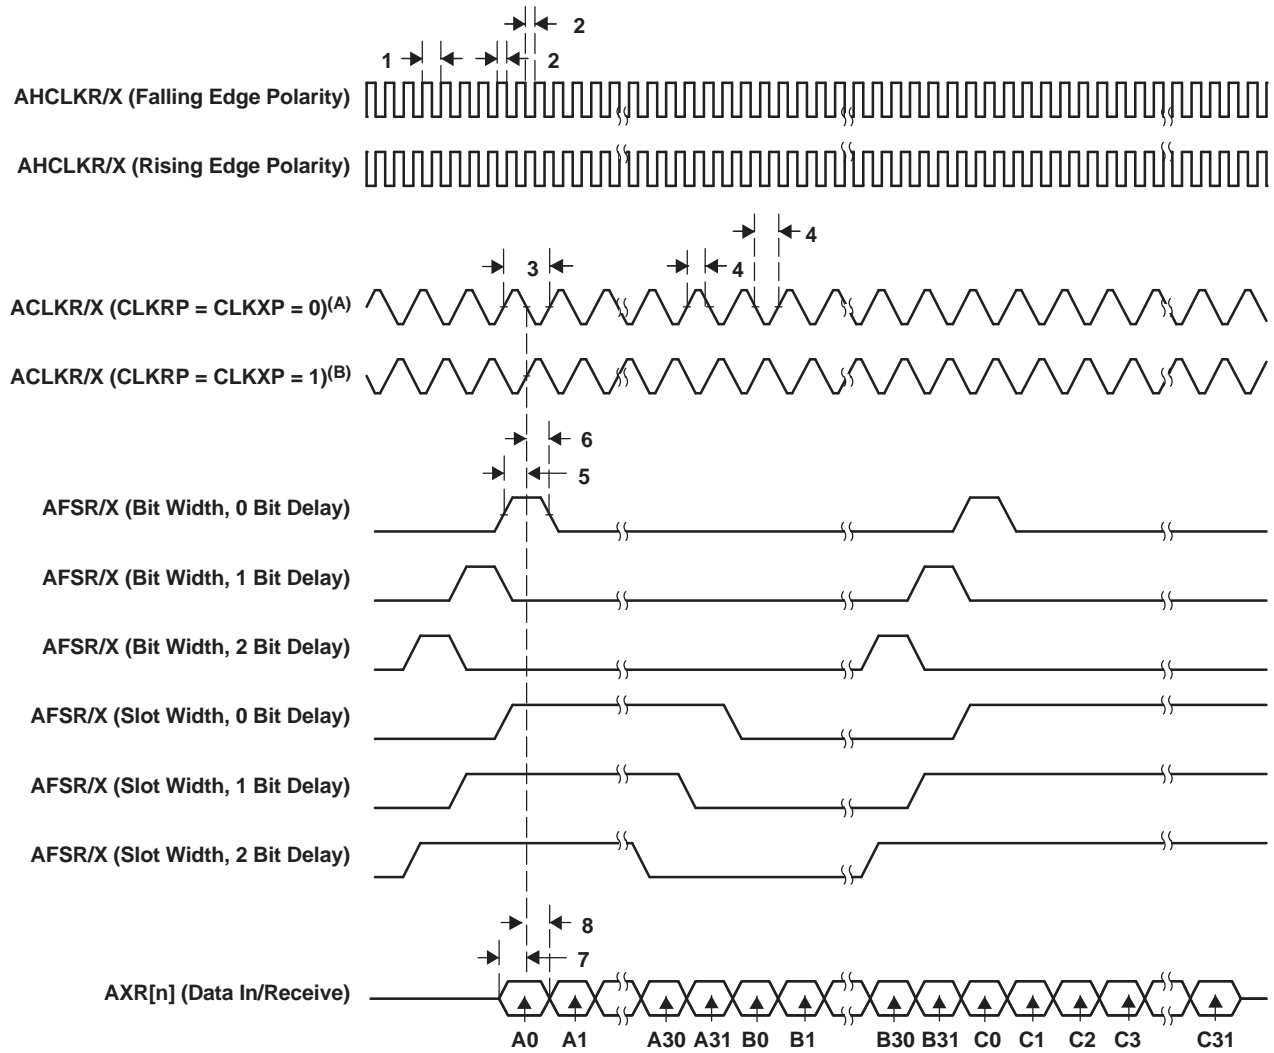 2
1
2
AHCLKR/X (Falling Edge Polarity)
AHCLKR/X (Rising Edge Polarity)
4
3
4
ACLKR/X (CLKRP = CLKXP = 0)(A)
ACLKR/X (CLKRP = CLKXP = 1)(B)
6
5
AFSR/X (Bit Width, 0 Bit Delay)
AFSR/X (Bit Width, 1 Bit Delay)
AFSR/X (Bit Width, 2 Bit Delay)
AFSR/X (Slot Width, 0 Bit Delay)
AFSR/X (Slot Width, 1 Bit Delay)
AFSR/X (Slot Width, 2 Bit Delay)
8
7
AXR[n] (Data In/Receive)
A0 A1 A30 A31 B0 B1 B30 B31 C0 C1 C2 C3 C31